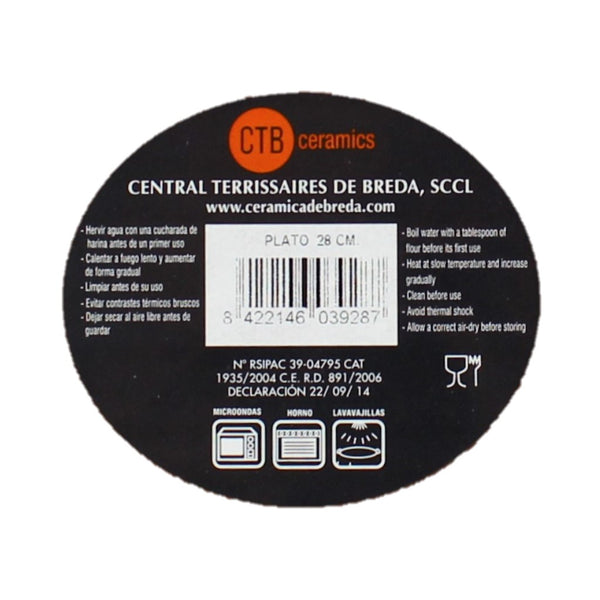 CTB ceramics
CENTRAL TERRISSAIRES DE BREDA, SCCL
www.ceramicadebreda.com
- Hervir agua con una cucharada de
harina antes de un primer uso
- Calentar a fuego lento y aumentar
de forma gradual
- Limpiar antes de su uso
- Evitar contrastes térmicos bruscos
- Dejar secar al aire libre antes de
guardar
PLATO 28 CM.
8 422146 039287
- Boil water with a tablespoon of
flour before its first use
- Heat at slow temperature and increase
gradually
- Clean before use
- Avoid thermal shock
- Allow a correct air-dry before storing
Nº RSIPAC 39-04795 CAT
1935/2004 C.E. R.D. 891/2006
DECLARACIÓN 22/ 09/ 14
MICROONDAS
HORNO
LAVAVAJILLAS